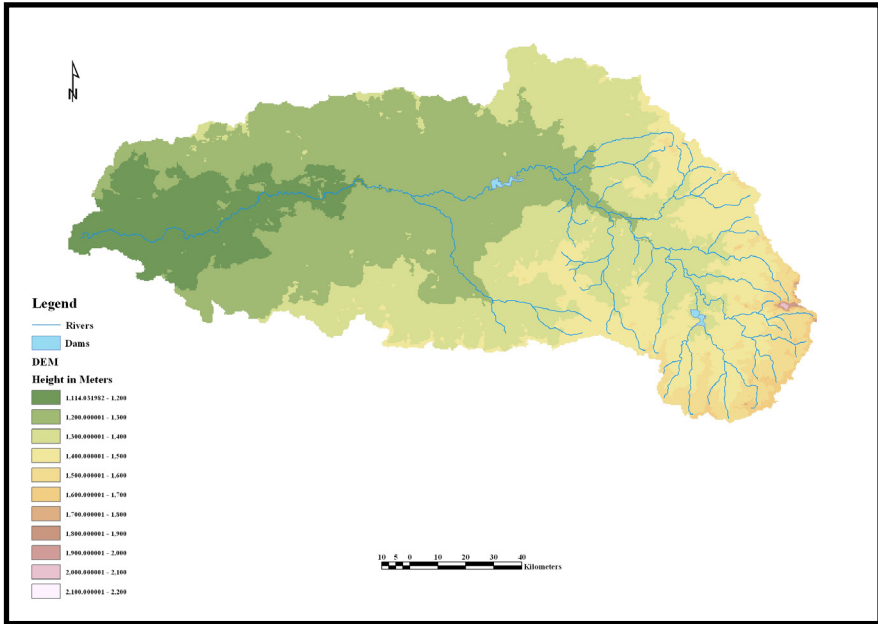 N
Legend
Rivers
Dams
DEM
Height in Meters
1,114.031982 - 1,200
1,200.000001 - 1,300
1,300.000001 - 1,400
1,400.000001 - 1,500
1,500.000001 - 1,600
1,600.000001 - 1,700
1,700.000001 - 1,800
1,800.000001 - 1,900
1,900.000001 - 2,000
2,000.000001 - 2,100
2,100.000001 - 2,200
10 5 0 10 20 30 40
Kilometers